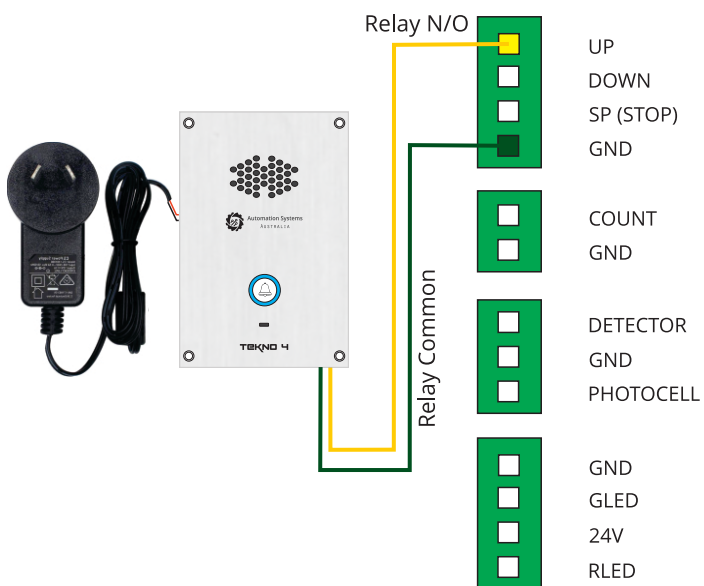 Relay N/O
UP
DOWN
SP (STOP)
GND
COUNT
GND
DETECTOR
GND
PHOTOCELL
GND
GLED
24V
RLED
Relay Common
Automation Systems
AUSTRALIA
TEKNO 4